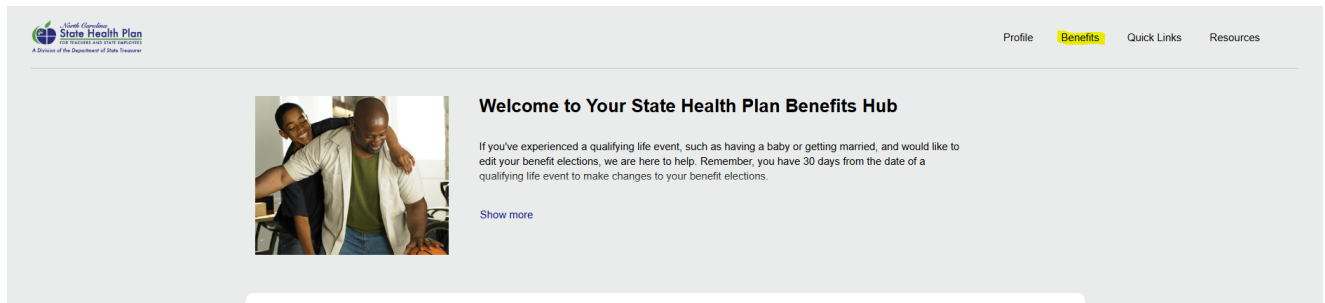 North Carolina
State Health Plan
FOR TEACHERS AND STATE EMPLOYEES
A Division of the Department of State Treasurer
Profile Benefits Quick Links Resources
Welcome to Your State Health Plan Benefits Hub
If you've experienced a qualifying life event, such as having a baby or getting married, and would like to
edit your benefit elections, we are here to help. Remember, you have 30 days from the date of a
qualifying life event to make changes to your benefit elections.
Show more